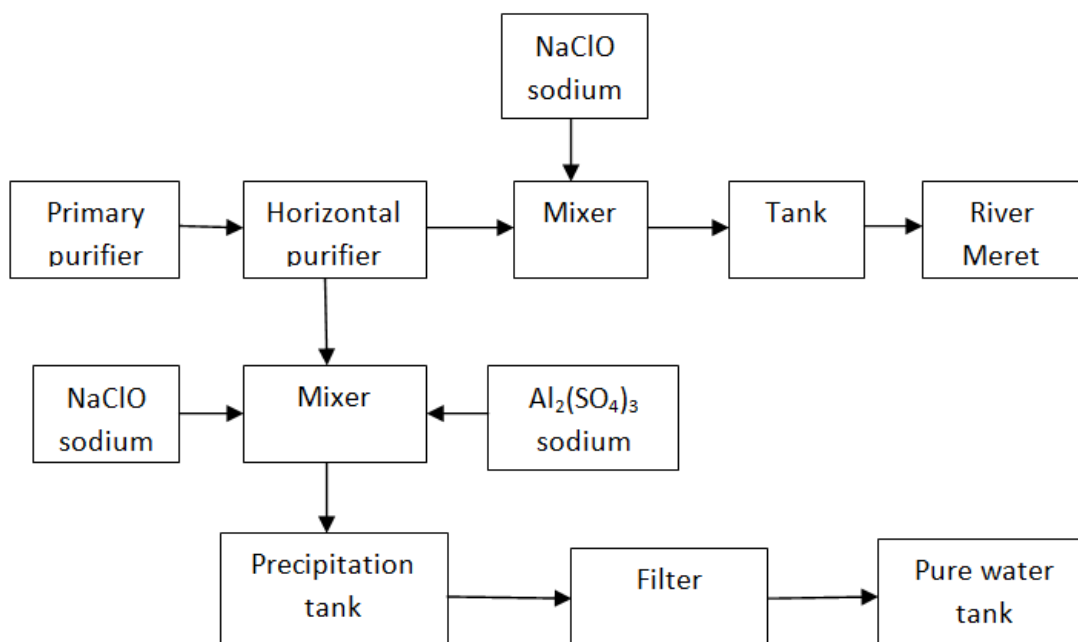 NaClO
sodium
Primary
purifier
Horizontal
purifier
Mixer
Tank
River
Meret
NaClO
sodium
Mixer
Al₂(SO₄)₃
sodium
Precipitation
tank
Filter
Pure water
tank